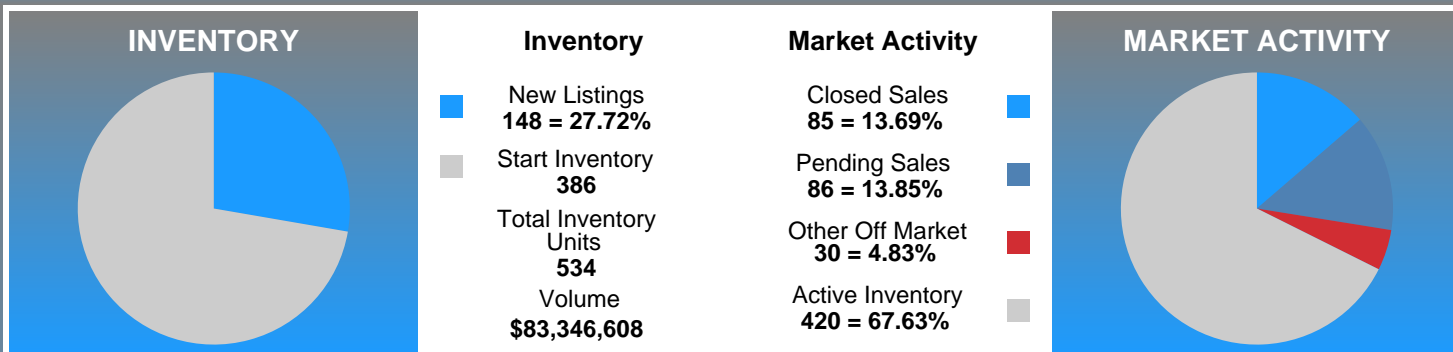 INVENTORY
Inventory
New Listings
148 = 27.72%
Start Inventory
386
Total Inventory
Units
534
Volume
$83,346,608
Market Activity
Closed Sales
85 = 13.69%
Pending Sales
86 = 13.85%
Other Off Market
30 = 4.83%
Active Inventory
420 = 67.63%
MARKET ACTIVITY